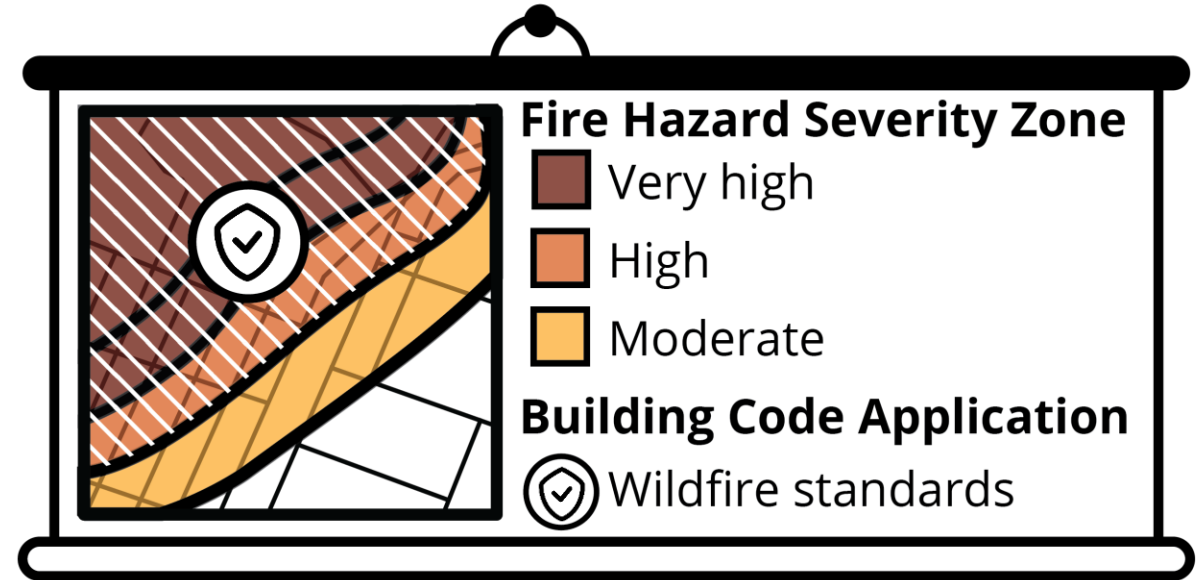 Fire Hazard Severity Zone
Very high
High
Moderate
Building Code Application
Wildfire standards